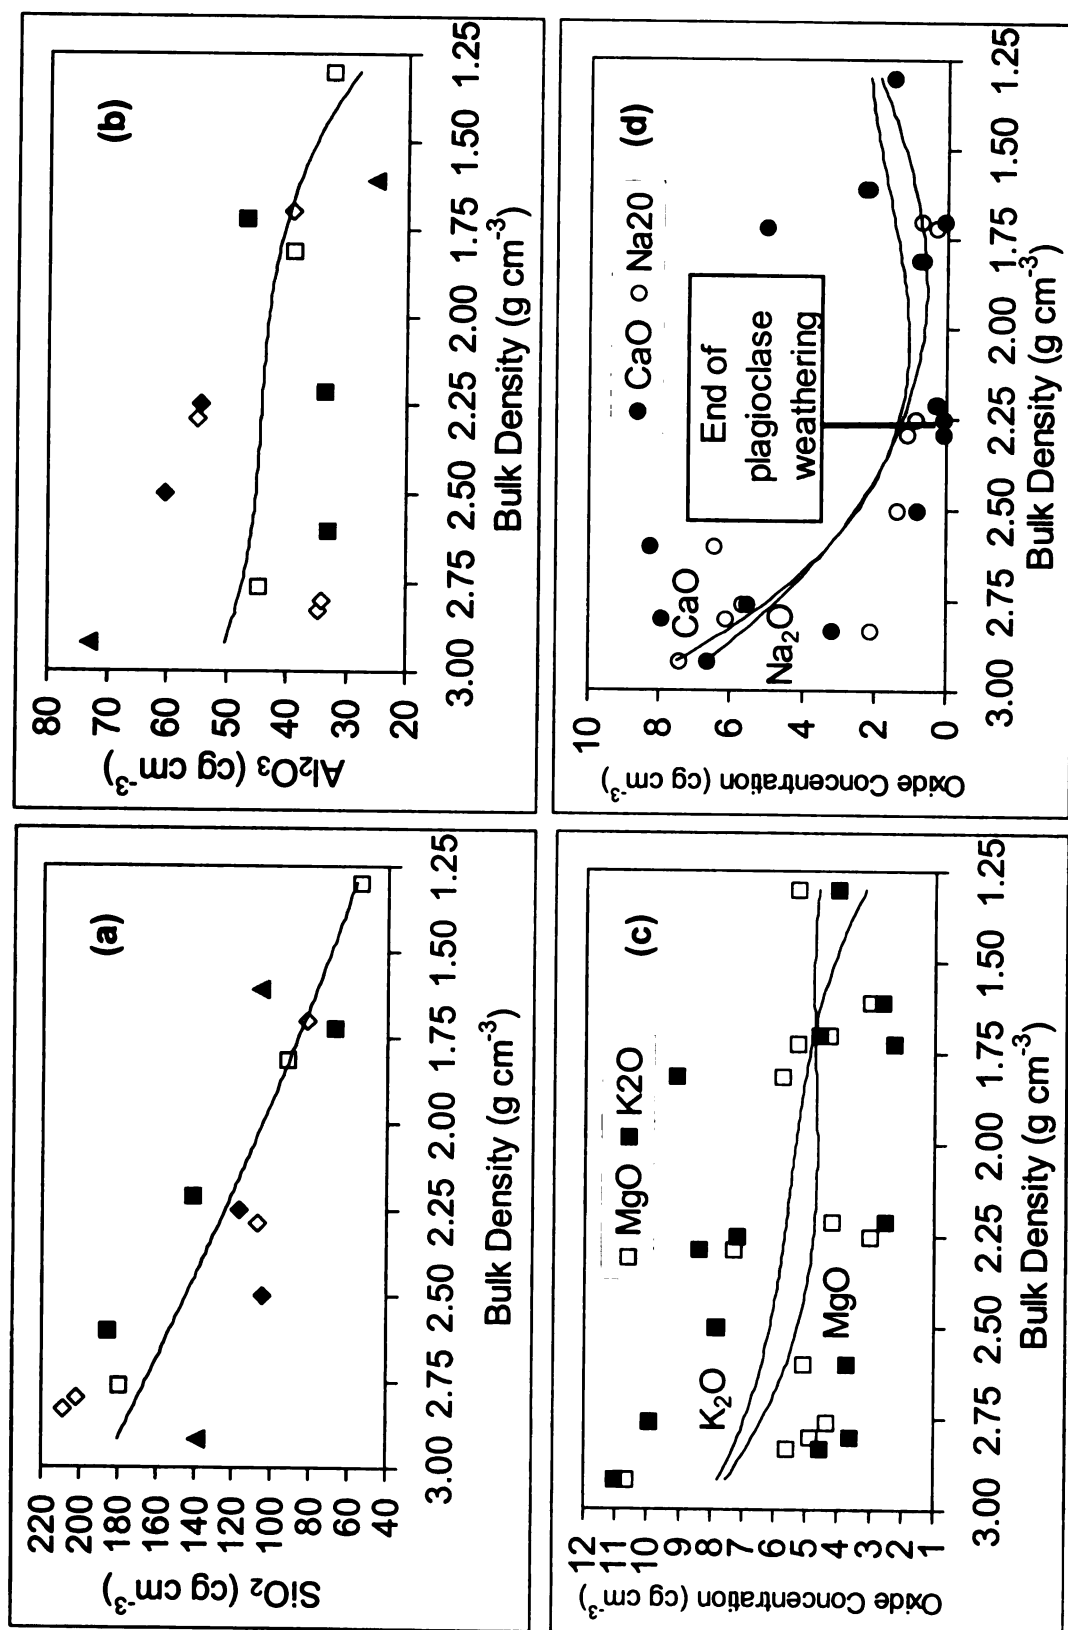 (a)
SiO₂ (cg cm⁻³)
220 200 180 160 140 120 100 80 60 40
3.00 2.75 2.50 2.25 2.00 1.75 1.50 1.25
Bulk Density (g cm⁻³)
(b)
Al₂O₃ (cg cm⁻³)
80 70 60 50 40 30 20
3.00 2.75 2.50 2.25 2.00 1.75 1.50 1.25
Bulk Density (g cm⁻³)
(c)
MgO K2O
K₂O
MgO
Oxide Concentration (cg cm⁻³)
12 11 10 9 8 7 6 5 4 3 2 1
3.00 2.75 2.50 2.25 2.00 1.75 1.50 1.25
Bulk Density (g cm⁻³)
(d)
CaO Na20
End of
plagioclase
weathering
CaO
Na₂O
Oxide Concentration (cg cm⁻³)
10 8 6 4 2 0
3.00 2.75 2.50 2.25 2.00 1.75 1.50 1.25
Bulk Density (g cm⁻³)